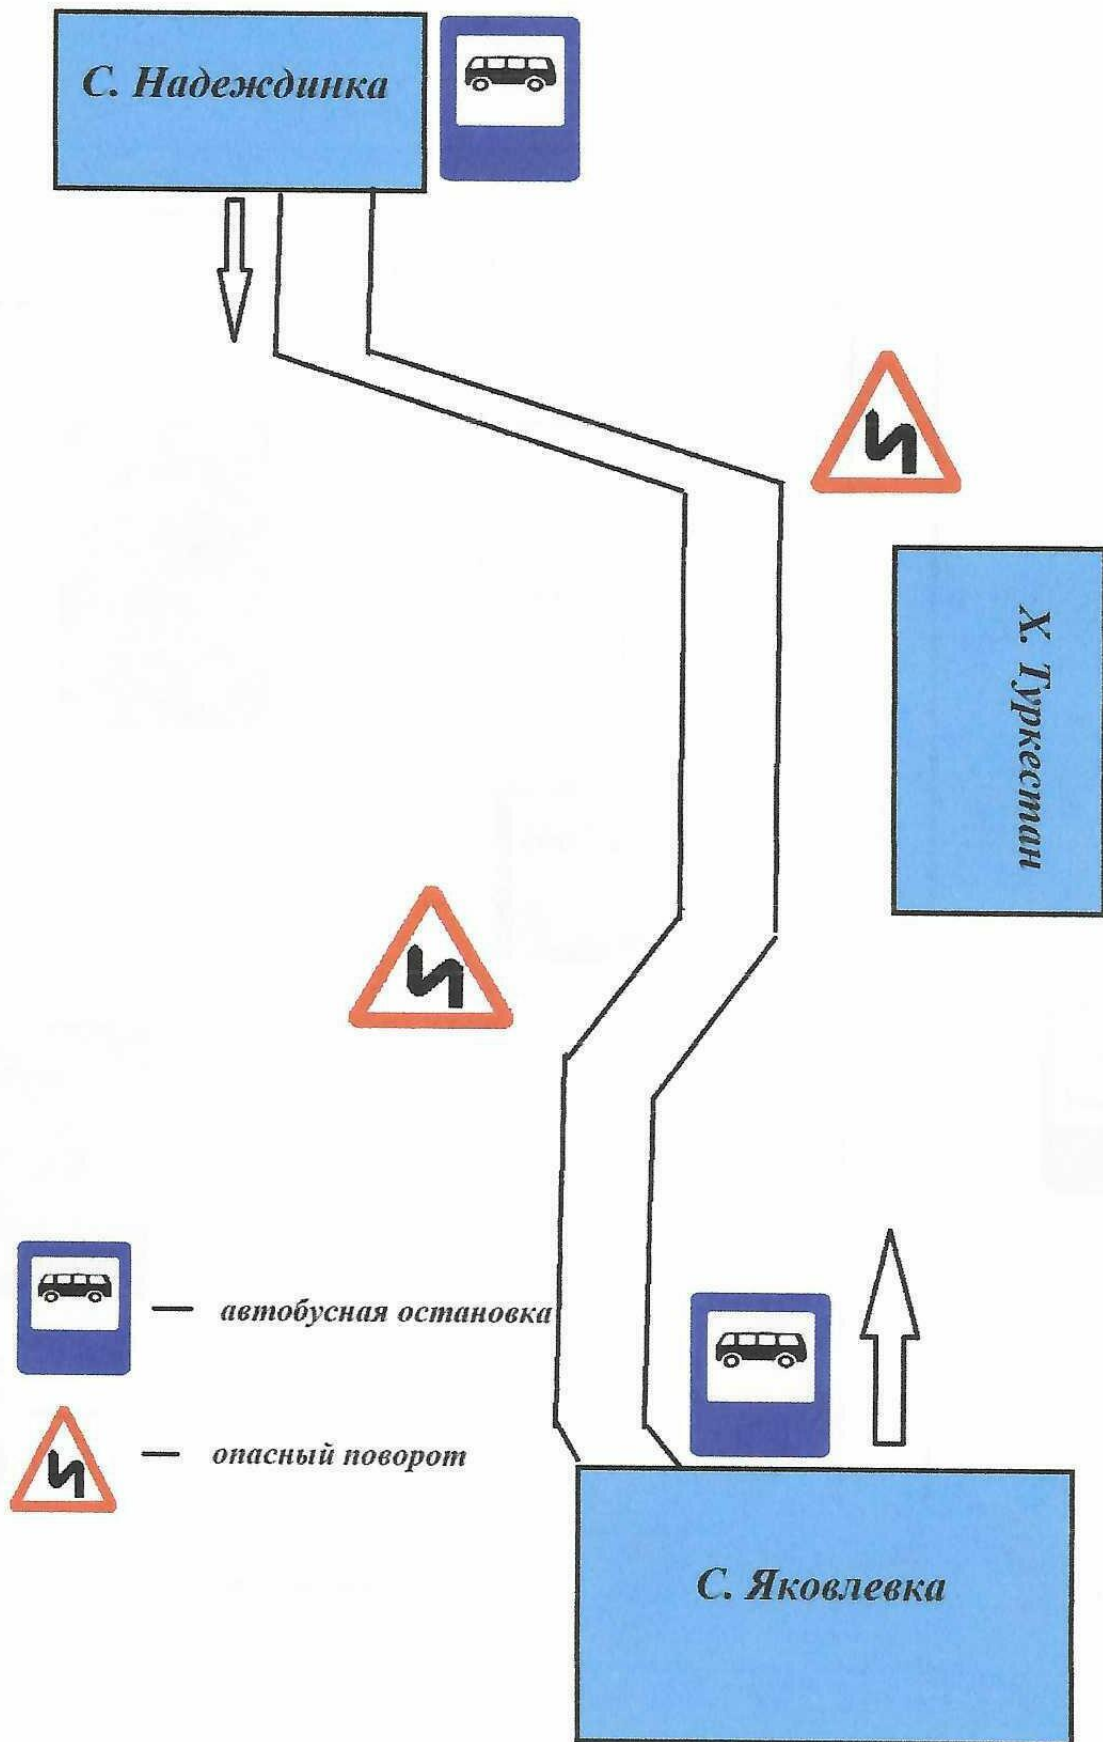 С. Надеждинка
Х. Туркестан
— автобусная остановка
— опасный поворот
С. Яковлевка